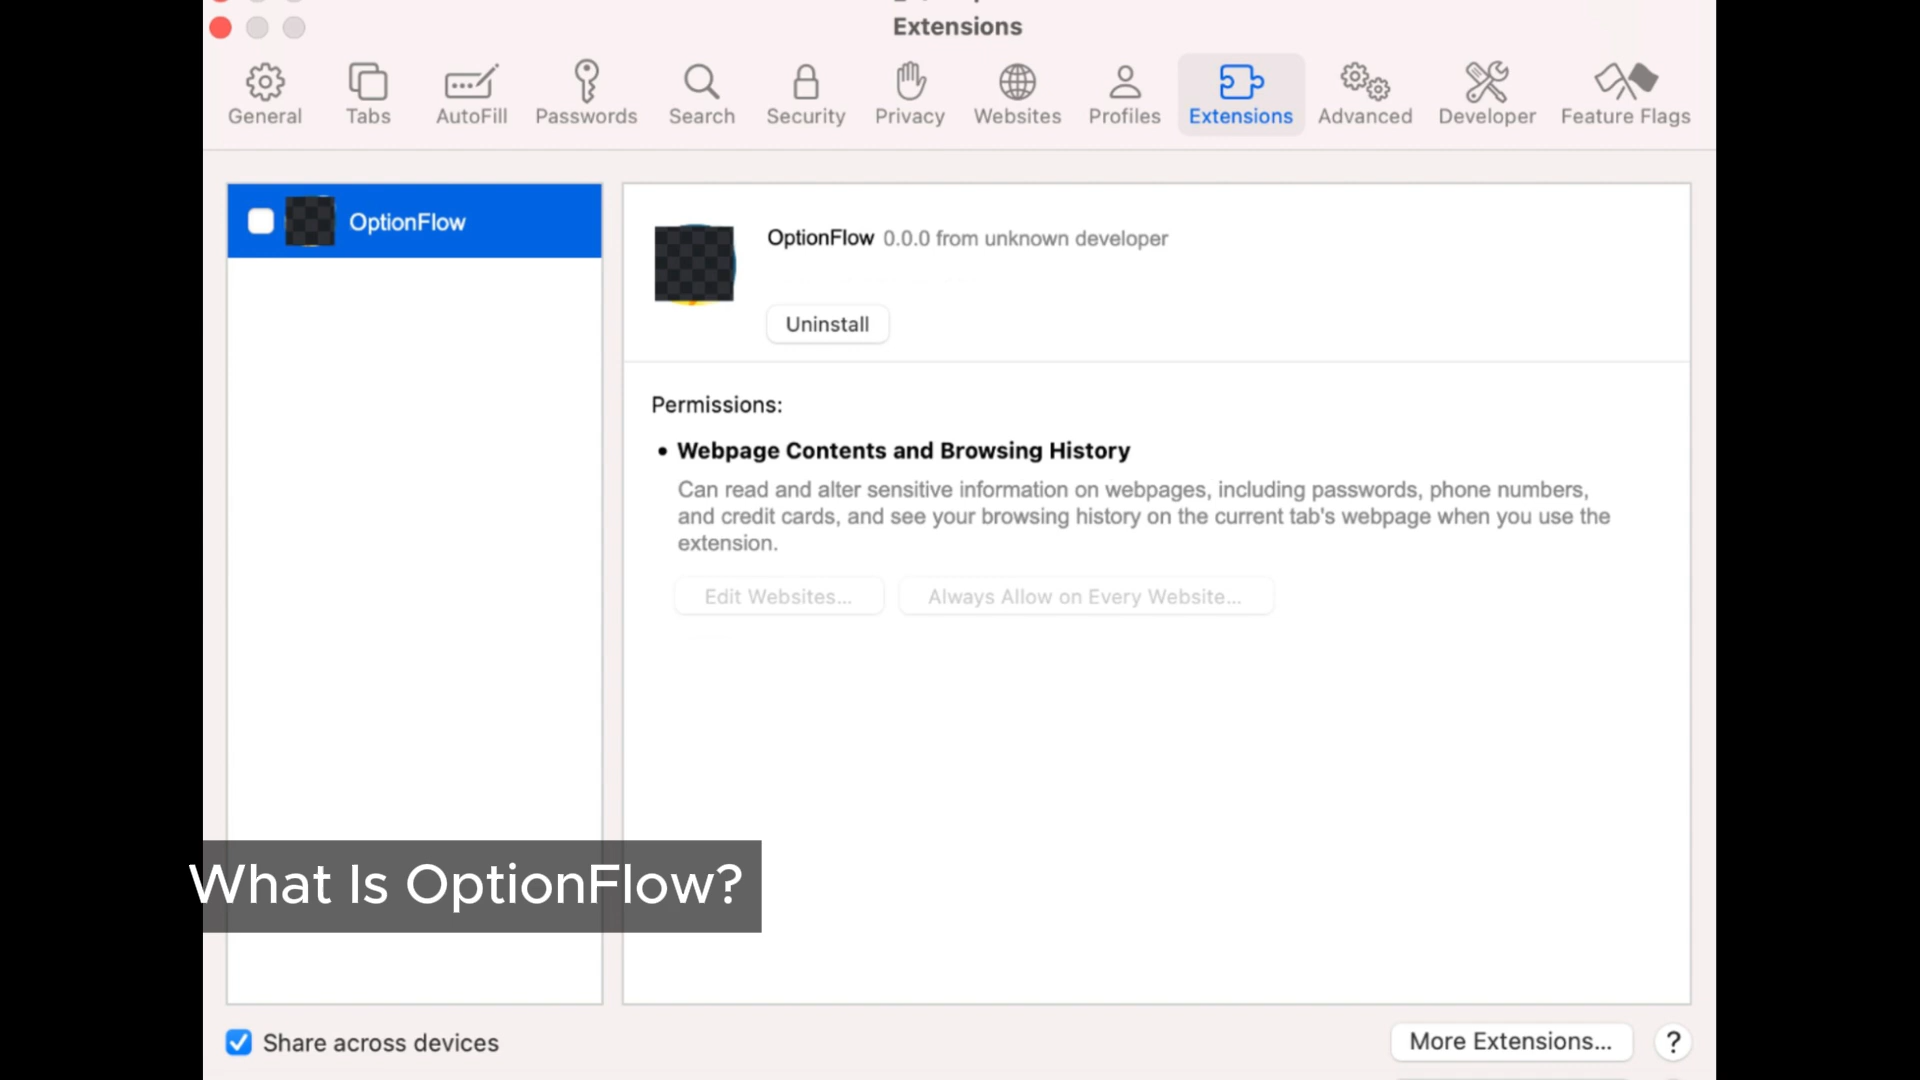 Extensions
General
Tabs
AutoFill
Passwords
Search
Security
Privacy
Websites
Profiles
Extensions
Advanced
Developer
Feature Flags
OptionFlow
OptionFlow 0.0.0 from unknown developer
Uninstall
Permissions:
• Webpage Contents and Browsing History
Can read and alter sensitive information on webpages, including passwords, phone numbers,
and credit cards, and see your browsing history on the current tab's webpage when you use the
extension.
Edit Websites...
Always Allow on Every Website...
What Is OptionFlow?
Share across devices
More Extensions...
?